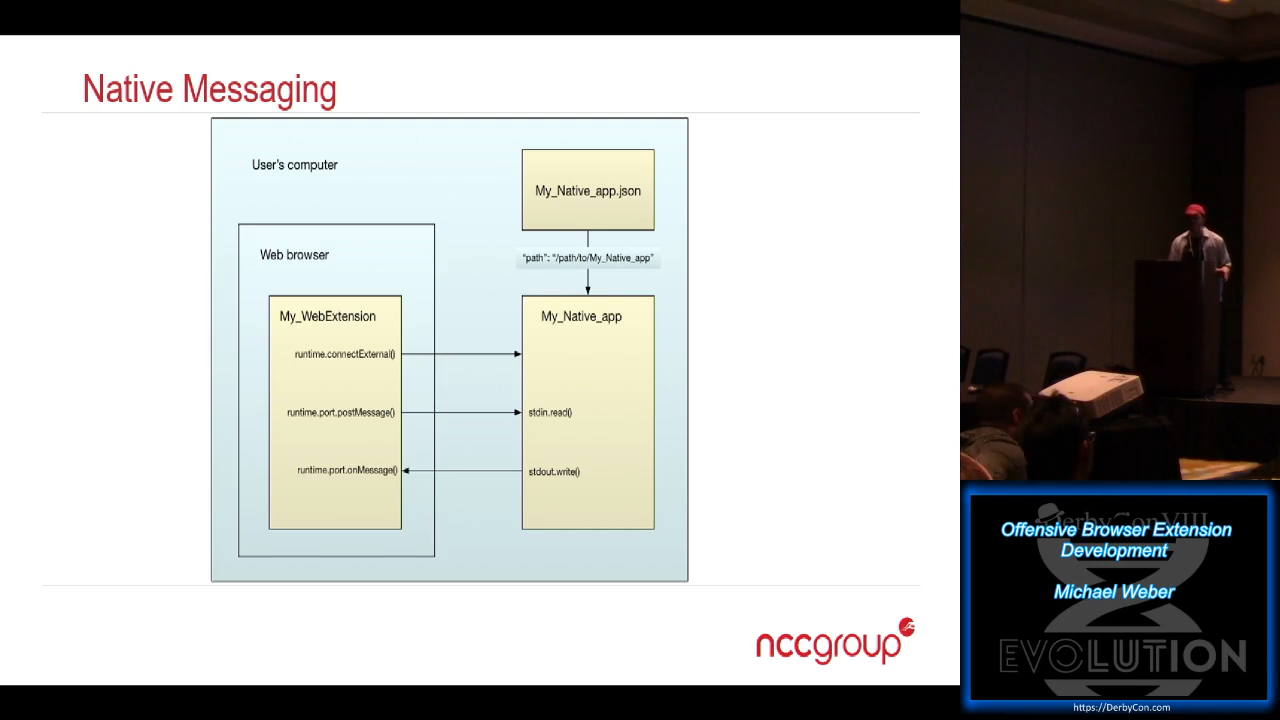 Native Messaging
User's computer
My_Native_app.json
"path": "/path/to/My_Native_app"
Web browser
My_WebExtension
My_Native_app
runtime.connectExternal()
runtime.port.postMessage()
stdin.read()
runtime.port.onMessage()
stdout.write()
nccgroup
DerbyCon VIII
Offensive Browser Extension
Development
Michael Weber
EVOLUTION
https://DerbyCon.com